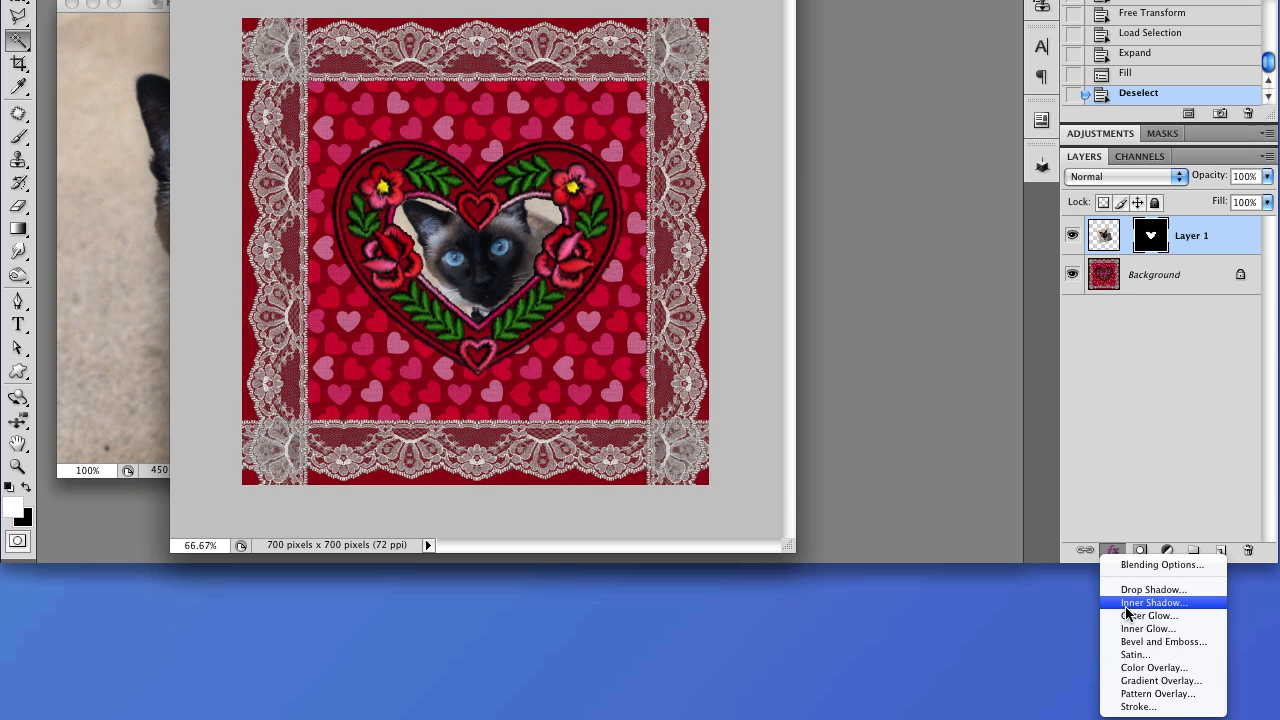 Free Transform
Load Selection
Expand
Fill
Deselect
ADJUSTMENTS MASKS
LAYERS CHANNELS
Normal Opacity: 100%
Lock: Fill: 100%
Layer 1
Background
100% 450
66.67% 700 pixels x 700 pixels (72 ppi)
Blending Options...
Drop Shadow...
Inner Shadow...
Outer Glow...
Inner Glow...
Bevel and Emboss...
Satin...
Color Overlay...
Gradient Overlay...
Pattern Overlay...
Stroke...